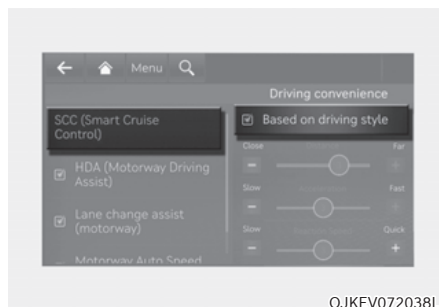 Menu
Driving convenience
SCC (Smart Cruise
Control)
Based on driving style
Close
Far
HDA (Motorway Driving
Assist)
Slow
Fast
Lane change assist
(motorway)
Slow
Quick
Motorway Auto Speed
OJKEV072038L